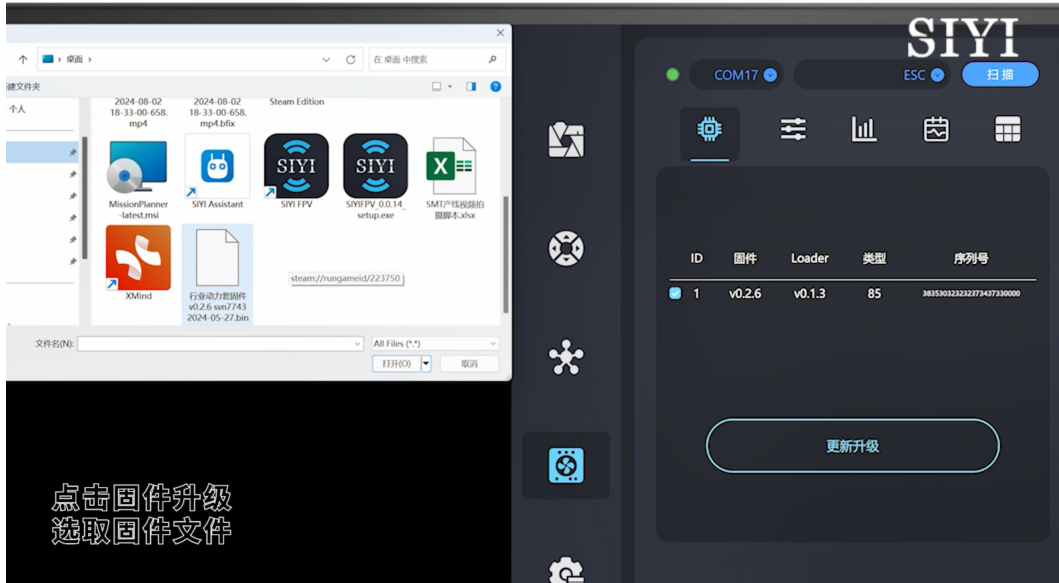 SIYI
桌面
在 桌面 中搜索
建文件夹
个人
2024-08-02
18-33-00-658.
mp4
2024-08-02
18-33-00-658.
mp4.bfix
Steam Edition
MissionPlanner
-latest.msi
SIYI Assistant
SIYI
SIYI FPV
SIYI
SIYIFPV_0.0.14_
setup.exe
SMT产线视频拍
摄脚本.xlsx
XMind
行业动力套固件
v0.2.6 svn7743
2024-05-27.bin
steam://rungameid/223750
文件名(N):
All Files (*.*)
打开(O)
取消
COM17
ESC
扫描
ID 固件 Loader 类型 序列号
1 v0.2.6 v0.1.3 85 383530323232373437330000
更新升级
点击固件升级
选取固件文件